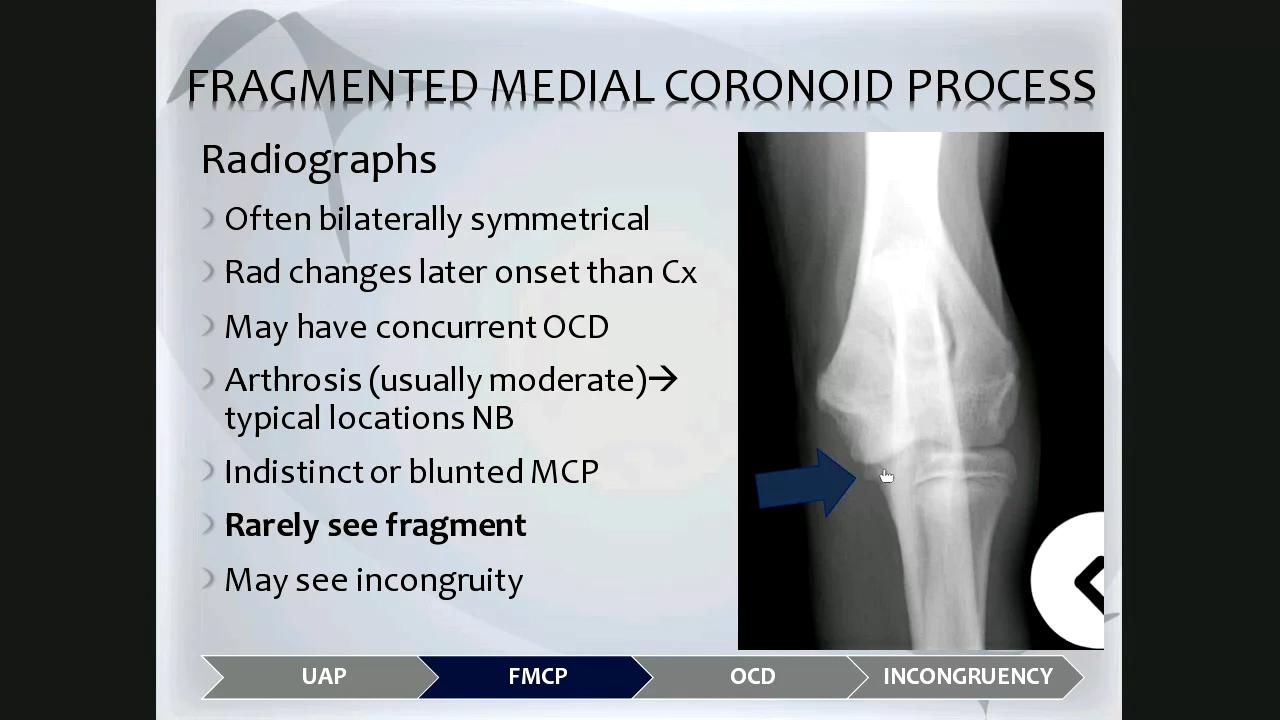 FRAGMENTED MEDIAL CORONOID PROCESS
Radiographs
Often bilaterally symmetrical
Rad changes later onset than Cx
May have concurrent OCD
Arthrosis (usually moderate)→
typical locations NB
Indistinct or blunted MCP
Rarely see fragment
May see incongruity
UAP FMCP OCD INCONGRUENCY